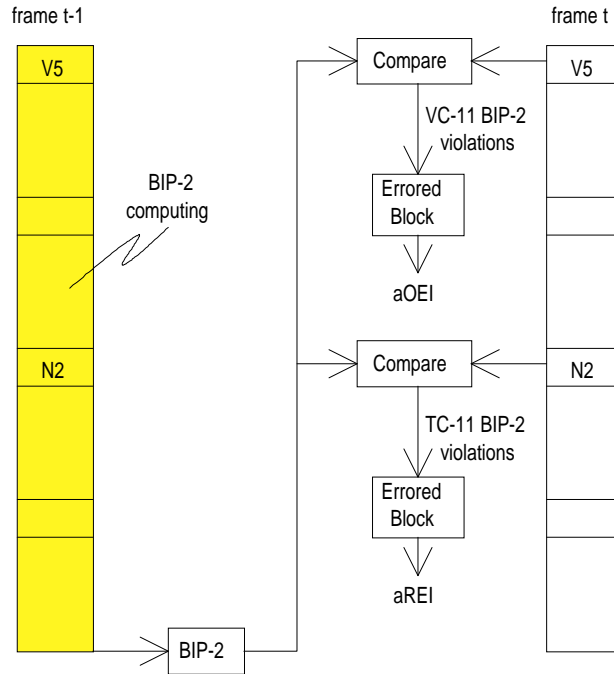 frame t-1
frame t
V5
Compare
V5
VC-11 BIP-2
violations
BIP-2
computing
Errored
Block
aOEI
N2
Compare
N2
TC-11 BIP-2
violations
Errored
Block
aREI
BIP-2